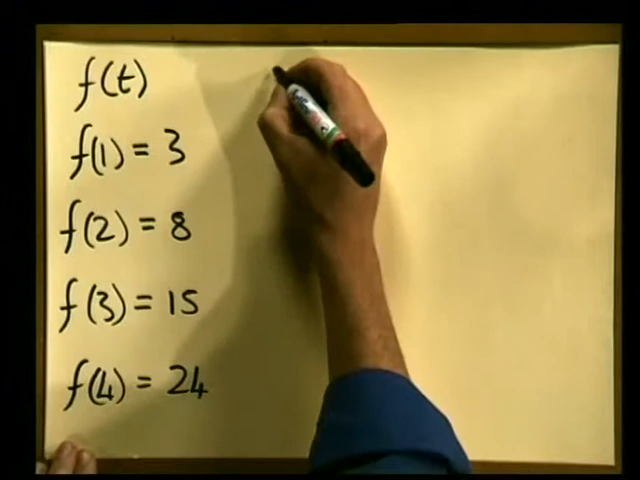 f(t)
f(1) = 3
f(2) = 8
f(3) = 15
f(4) = 24